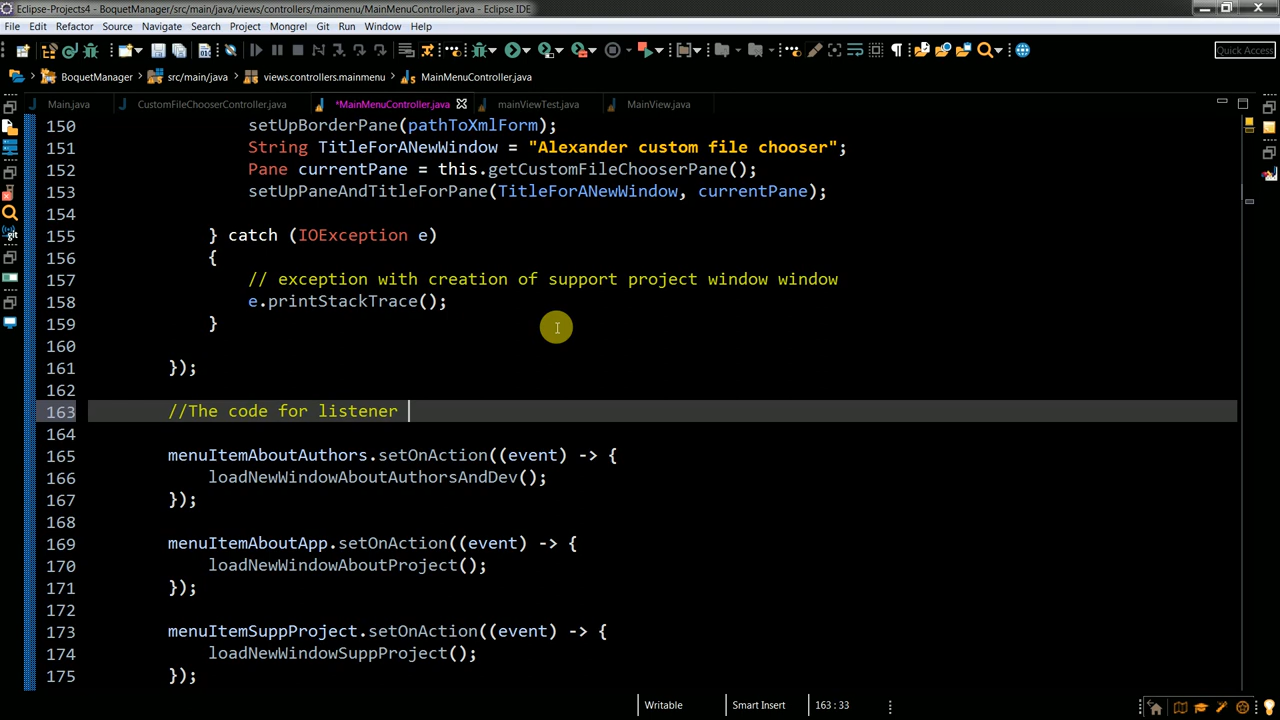 Eclipse-Projects4 - BoquetManager/src/main/java/views/controllers/mainmenu/MainMenuController.java - Eclipse IDE
File Edit Refactor Source Navigate Search Project Mongrel Git Run Window Help
Quick Access
BoquetManager src/main/java views.controllers.mainmenu MainMenuController.java
Main.java CustomFileChooserController.java *MainMenuController.java mainViewTest.java MainView.java
150 setUpBorderPane(pathToXmlForm);
151 String TitleForANewWindow = "Alexander custom file chooser";
152 Pane currentPane = this.getCustomFileChooserPane();
153 setUpPaneAndTitleForPane(TitleForANewWindow, currentPane);
154
155 } catch (IOException e)
156 {
157 // exception with creation of support project window window
158 e.printStackTrace();
159 }
160
161 });
162
163 //The code for listener
164
165 menuItemAboutAuthors.setOnAction((event) -> {
166 loadNewWindowAboutAuthorsAndDev();
167 });
168
169 menuItemAboutApp.setOnAction((event) -> {
170 loadNewWindowAboutProject();
171 });
172
173 menuItemSuppProject.setOnAction((event) -> {
174 loadNewWindowSuppProject();
175 });
Writable Smart Insert 163 : 33